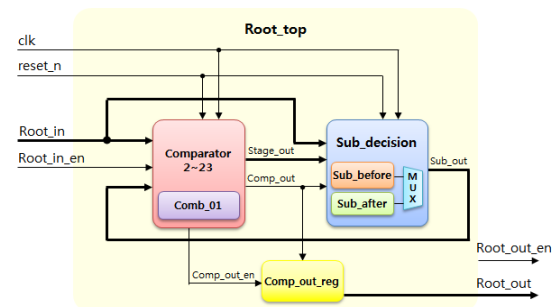 Root_top
clk
reset_n
Root_in
Root_in_en
Comparator
2~23
Comb_01
Stage_out
Comp_out
Sub_decision
Sub_before
Sub_after
MUX
Sub_out
Comp_out_en
Comp_out_reg
Root_out_en
Root_out